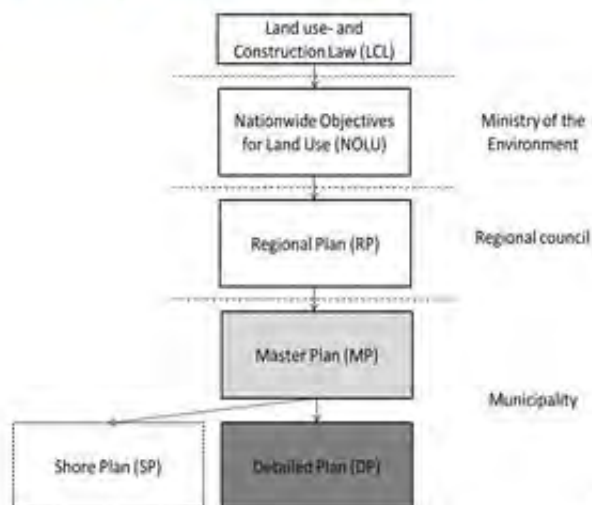 Land use- and
Construction Law (LCL)
Nationwide Objectives
for Land Use (NOLU)
Ministry of the
Environment
Regional Plan (RP)
Regional council
Master Plan (MP)
Municipality
Shore Plan (SP)
Detailed Plan (DP)